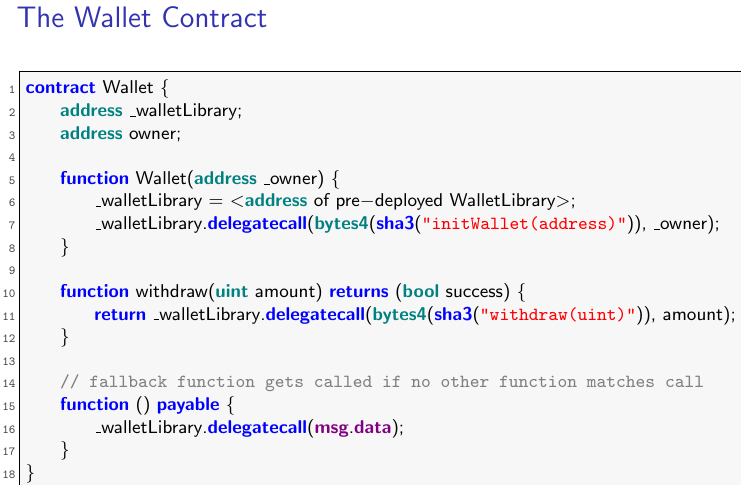 The Wallet Contract
1 contract Wallet {
2 address _walletLibrary;
3 address owner;
4
5 function Wallet(address _owner) {
6 _walletLibrary = <address of pre−deployed WalletLibrary>;
7 _walletLibrary.delegatecall(bytes4(sha3("initWallet(address)")), _owner);
8 }
9
10 function withdraw(uint amount) returns (bool success) {
11 return _walletLibrary.delegatecall(bytes4(sha3("withdraw(uint)")), amount);
12 }
13
14 // fallback function gets called if no other function matches call
15 function () payable {
16 _walletLibrary.delegatecall(msg.data);
17 }
18 }